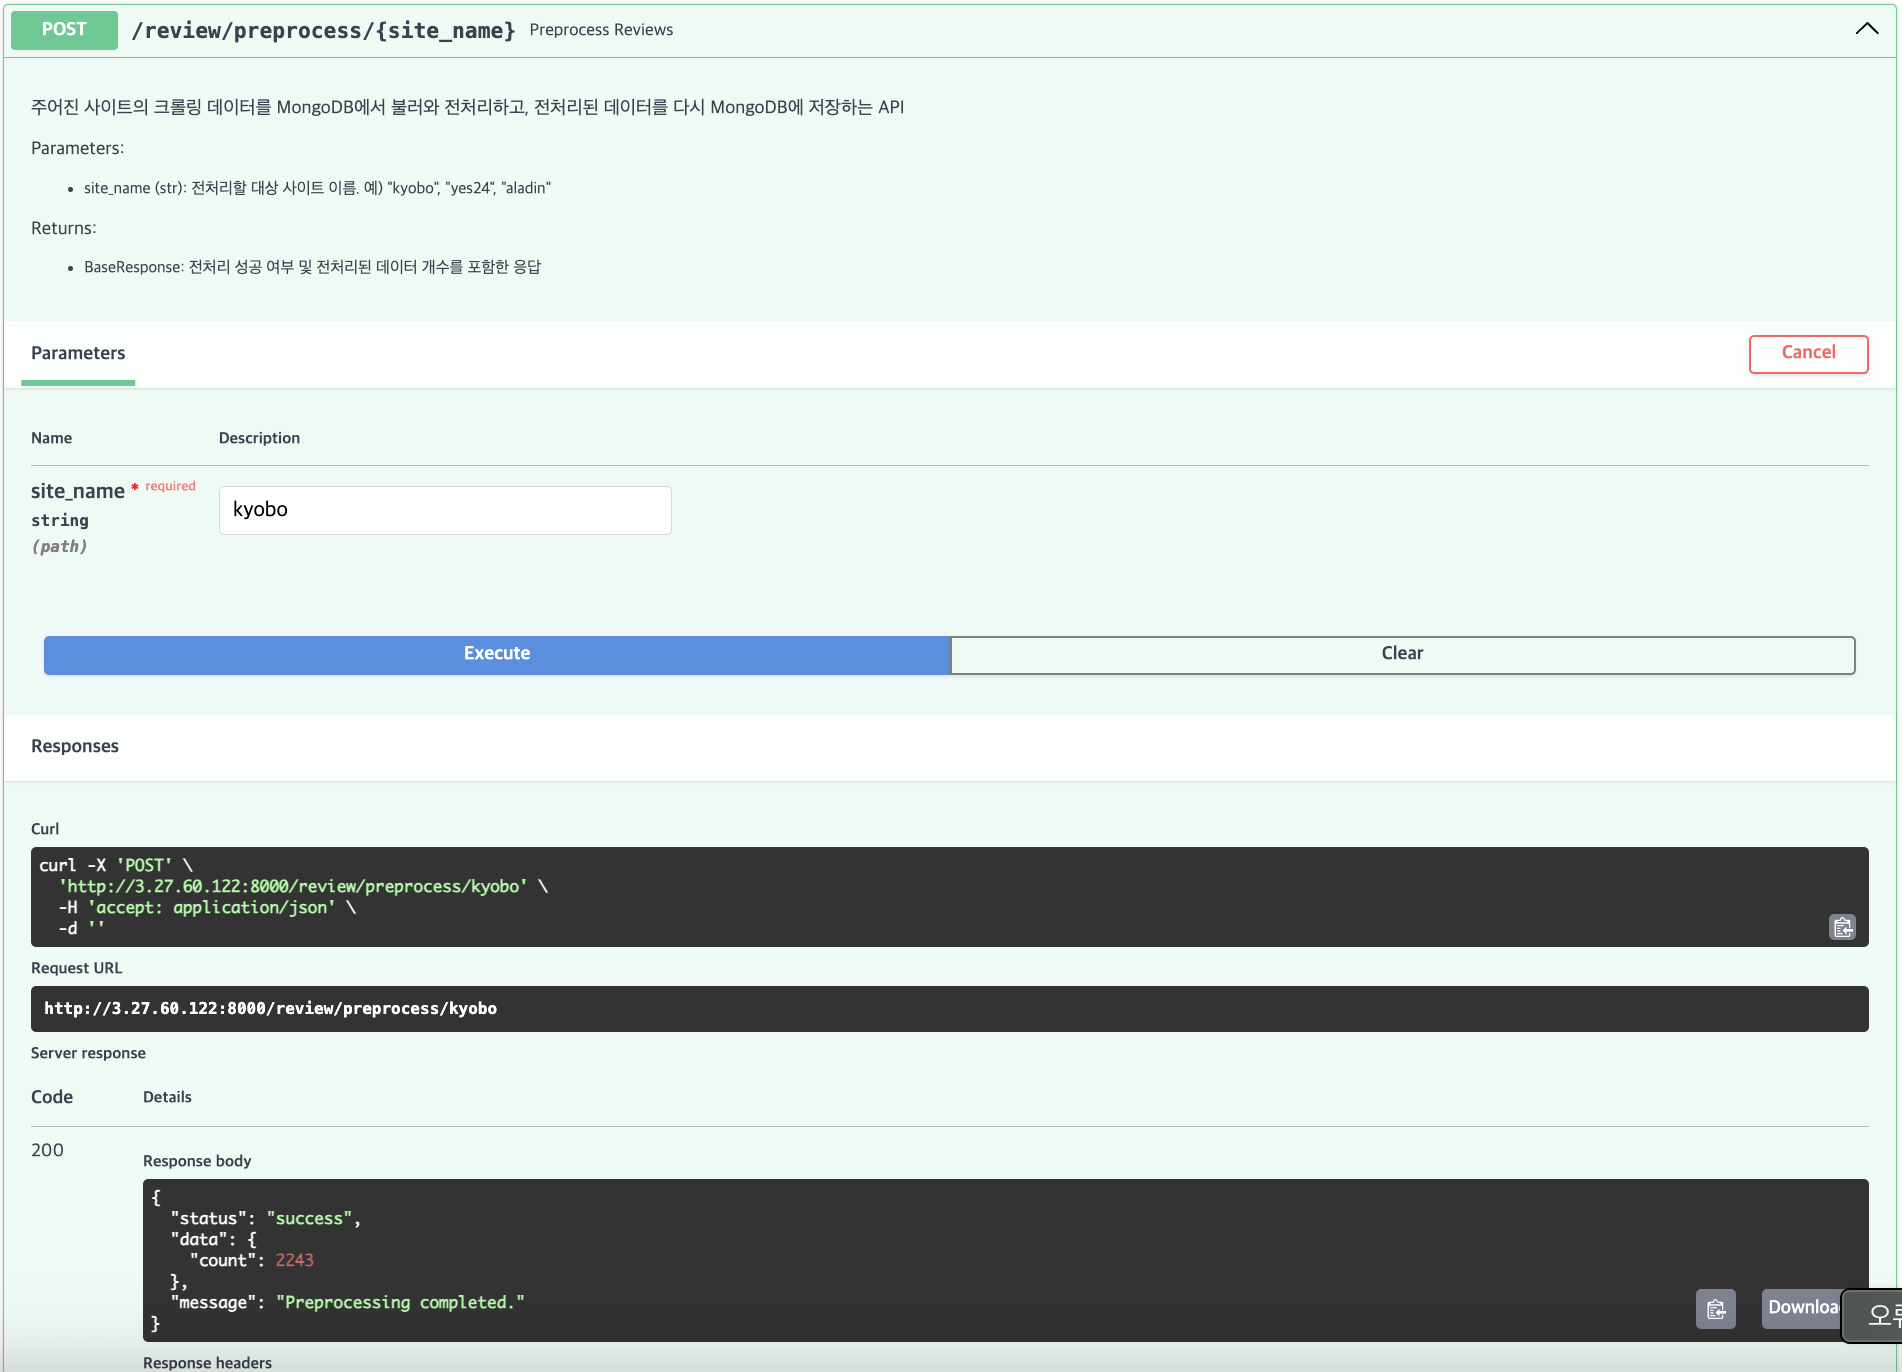 POST /review/preprocess/{site_name} Preprocess Reviews
주어진 사이트의 크롤링 데이터를 MongoDB에서 불러와 전처리하고, 전처리된 데이터를 다시 MongoDB에 저장하는 API
Parameters:
• site_name (str): 전처리할 대상 사이트 이름. 예) "kyobo", "yes24", "aladin"
Returns:
• BaseResponse: 전처리 성공 여부 및 전처리된 데이터 개수를 포함한 응답
Parameters
Cancel
Name Description
site_name * required
string
(path)
kyobo
Execute
Clear
Responses
Curl
curl -X 'POST' \
'http://3.27.60.122:8000/review/preprocess/kyobo' \
-H 'accept: application/json' \
-d ''
Request URL
http://3.27.60.122:8000/review/preprocess/kyobo
Server response
Code Details
200
Response body
{
"status": "success",
"data": {
"count": 2243
},
"message": "Preprocessing completed."
}
Response headers